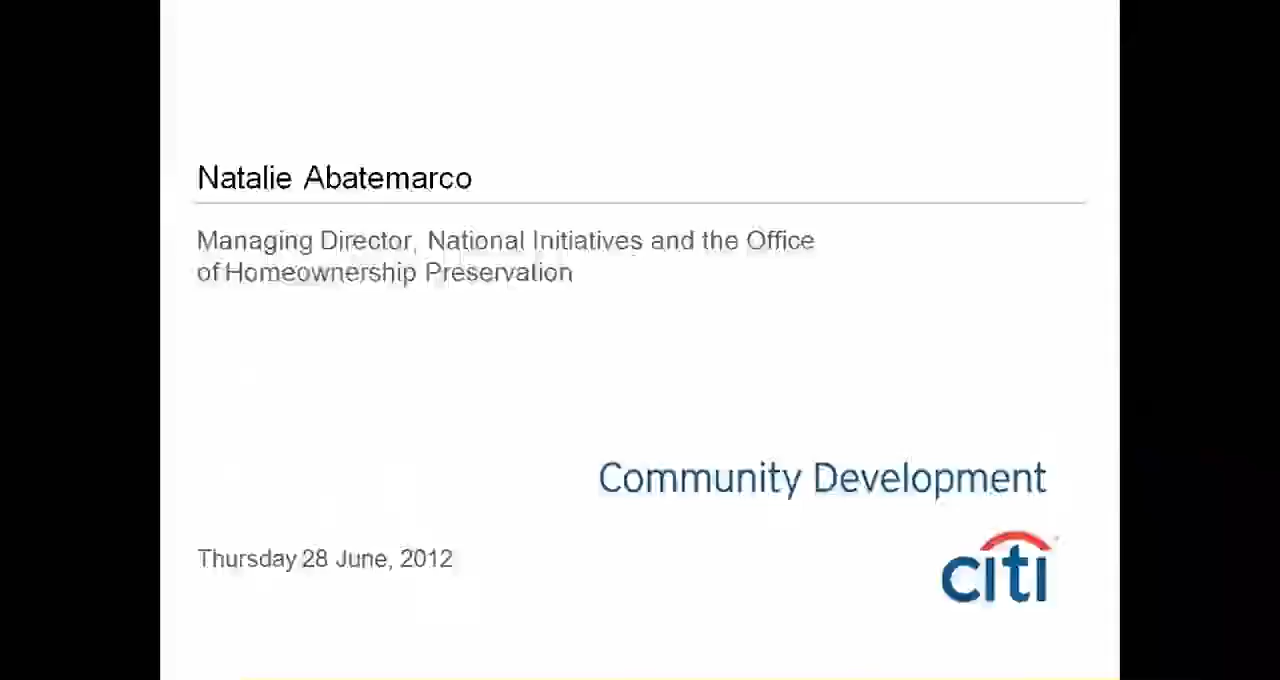 Natalie Abatemarco
Managing Director, National Initiatives and the Office
of Homeownership Preservation
Community Development
Thursday 28 June, 2012
citi